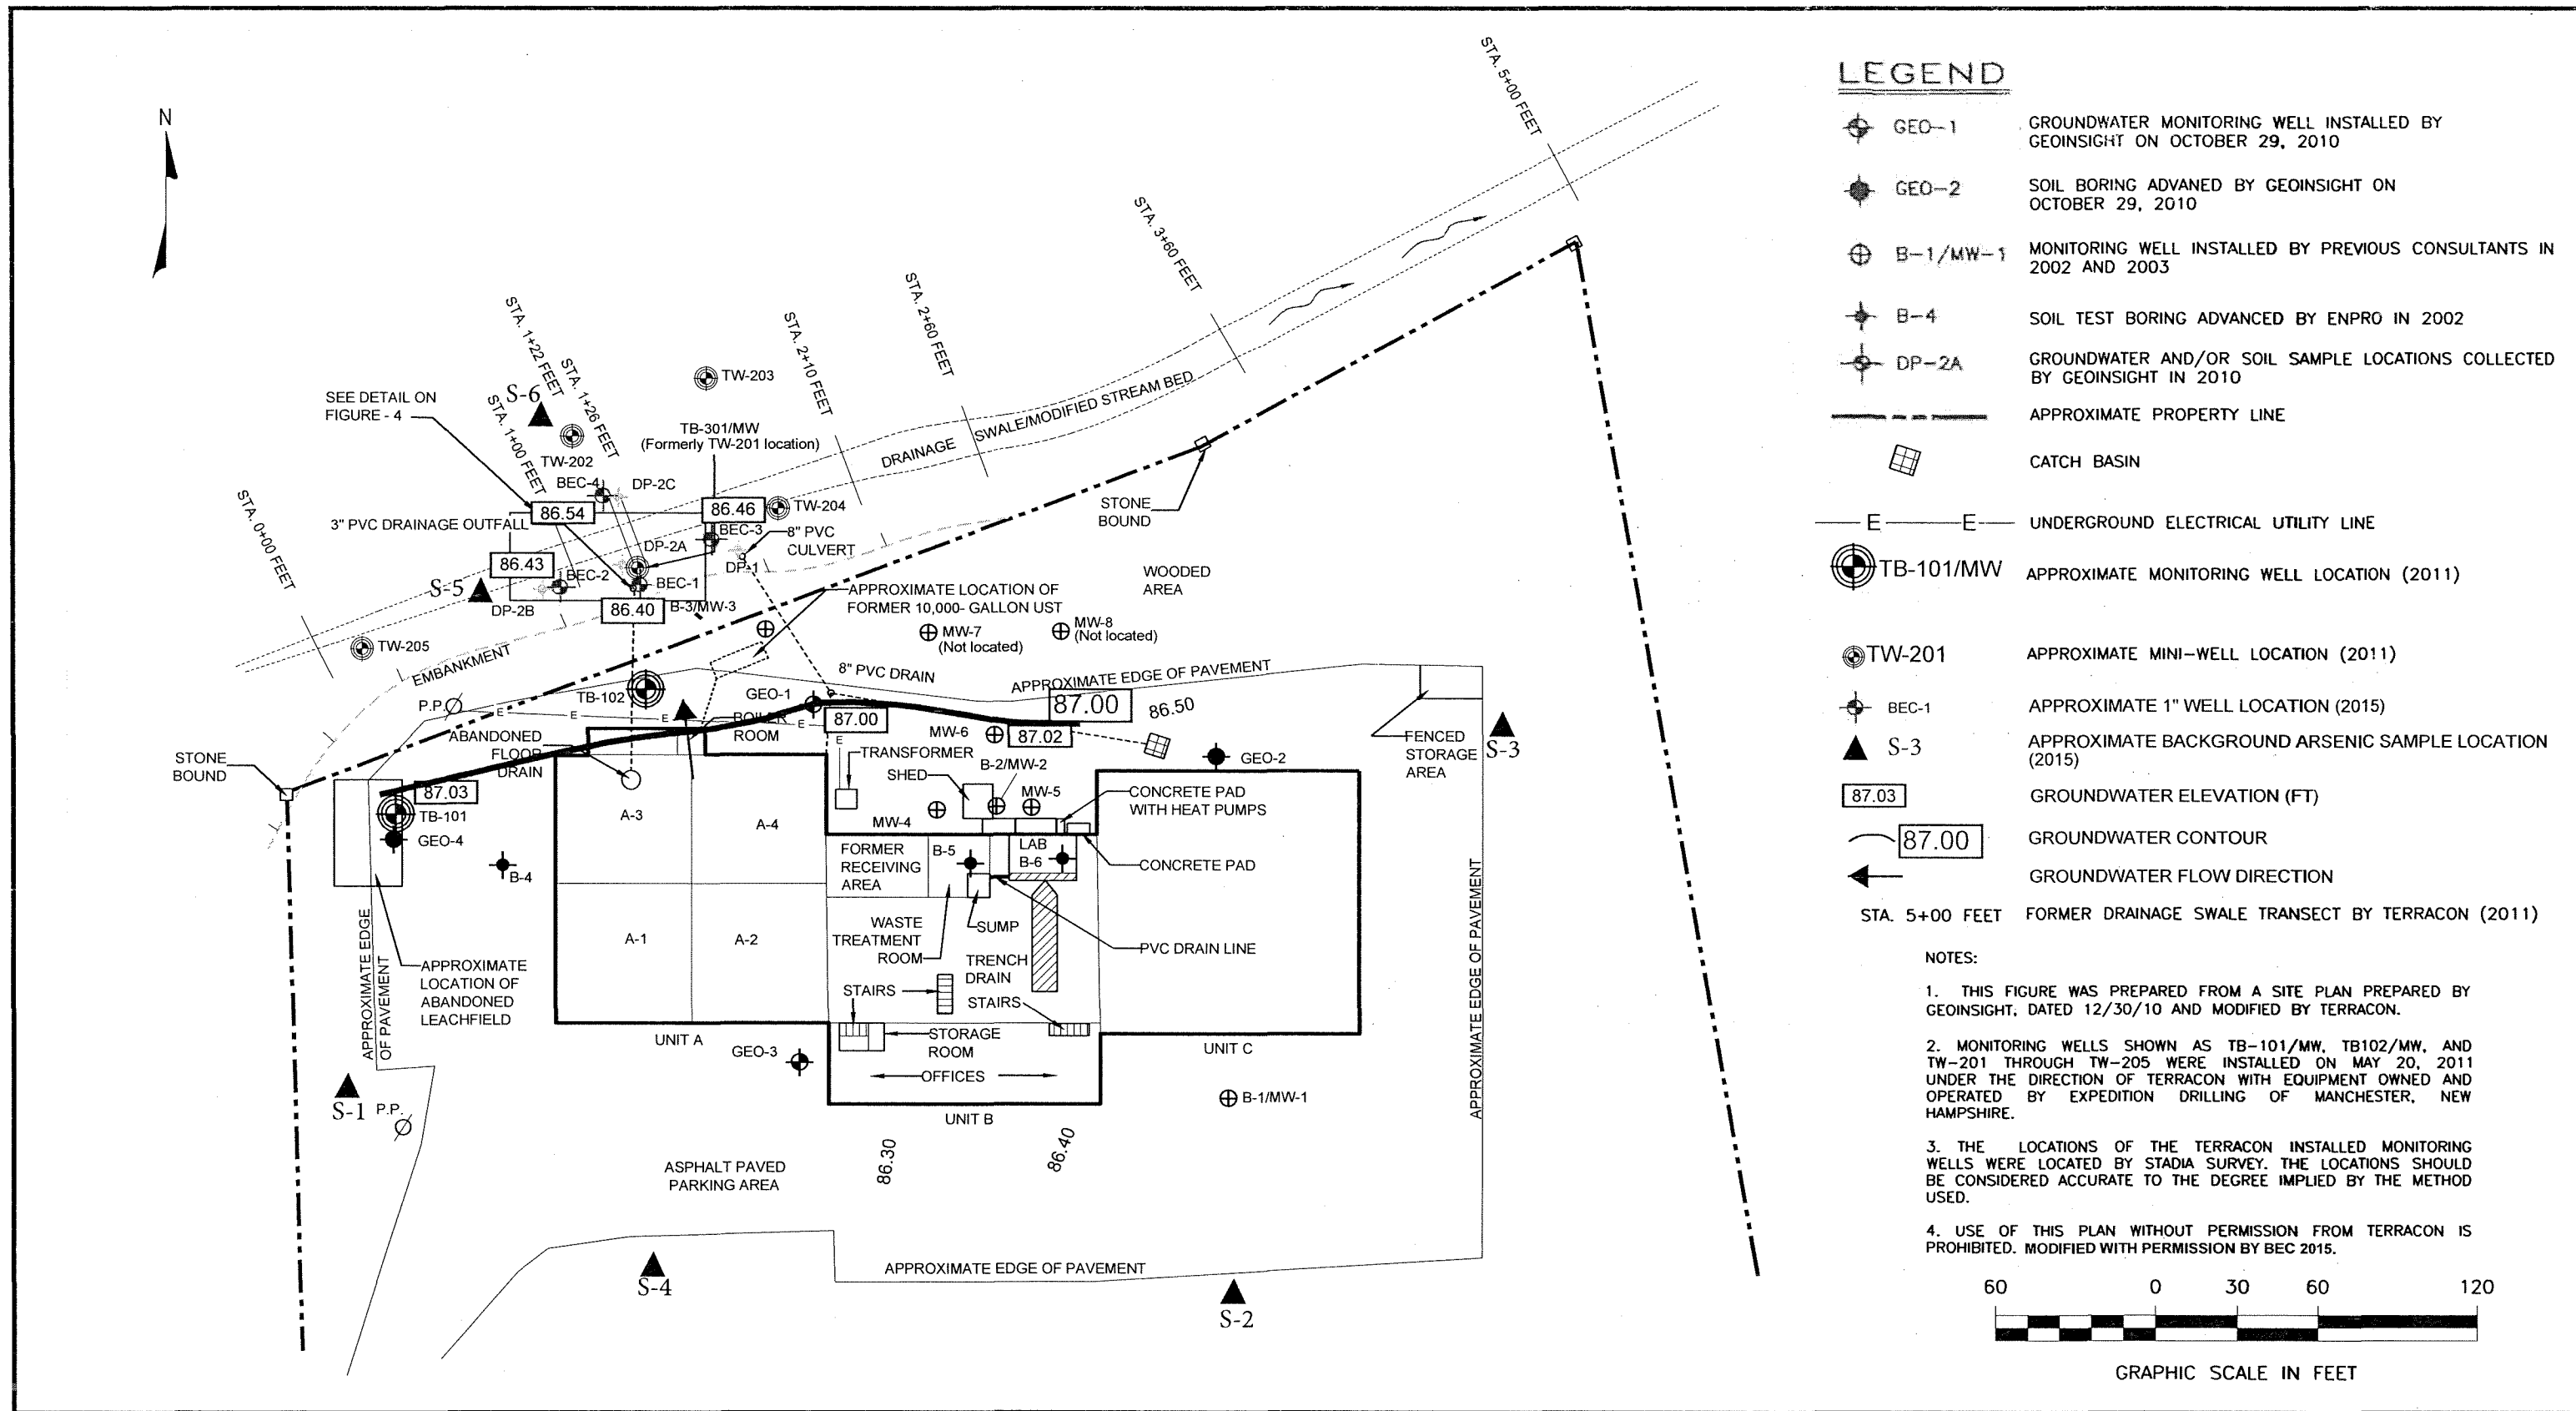 N
STA. 5+00 FEET
STA. 3+60 FEET
STA. 2+60 FEET
STA. 2+10 FEET
STA. 1+22 FEET
STA. 1+26 FEET
STA. 1+00 FEET
STA. 0+00 FEET
SEE DETAIL ON
FIGURE - 4
S-6
TW-203
TW-202
TB-301/MW
(Formerly TW-201 location)
DRAINAGE SWALE/MODIFIED STREAM BED
BEC-4
DP-2C
86.54
86.46
TW-204
3" PVC DRAINAGE OUTFALL
BEC-3
8" PVC
CULVERT
DP-2A
DP-1
86.43
BEC-2
BEC-1
S-5
DP-2B
86.40
B-3/MW-3
STONE
BOUND
WOODED
AREA
APPROXIMATE LOCATION OF
FORMER 10,000- GALLON UST
MW-7
(Not located)
MW-8
(Not located)
TW-205
EMBANKMENT
8" PVC DRAIN
APPROXIMATE EDGE OF PAVEMENT
TB-102
GEO-1
P.P.
E
E
E
E
E
BOILER
ROOM
87.00
87.00
86.50
ABANDONED
FLOOR
DRAIN
MW-6
87.02
TRANSFORMER
SHED
B-2/MW-2
MW-5
GEO-2
FENCED
STORAGE
AREA
S-3
STONE
BOUND
87.03
TB-101
GEO-4
B-4
A-3
A-4
MW-4
CONCRETE PAD
WITH HEAT PUMPS
FORMER
RECEIVING
AREA
B-5
LAB
B-6
CONCRETE PAD
A-1
A-2
WASTE
TREATMENT
ROOM
SUMP
TRENCH
DRAIN
PVC DRAIN LINE
APPROXIMATE EDGE
OF PAVEMENT
APPROXIMATE
LOCATION OF
ABANDONED
LEACHFIELD
STAIRS
STAIRS
STORAGE
ROOM
UNIT A
GEO-3
OFFICES
UNIT C
UNIT B
B-1/MW-1
APPROXIMATE EDGE OF PAVEMENT
S-1
P.P.
86.30
86.40
ASPHALT PAVED
PARKING AREA
APPROXIMATE EDGE OF PAVEMENT
S-4
S-2
LEGEND
GEO-1 GROUNDWATER MONITORING WELL INSTALLED BY
GEOINSIGHT ON OCTOBER 29, 2010
GEO-2 SOIL BORING ADVANED BY GEOINSIGHT ON
OCTOBER 29, 2010
B-1/MW-1 MONITORING WELL INSTALLED BY PREVIOUS CONSULTANTS IN
2002 AND 2003
B-4 SOIL TEST BORING ADVANCED BY ENPRO IN 2002
DP-2A GROUNDWATER AND/OR SOIL SAMPLE LOCATIONS COLLECTED
BY GEOINSIGHT IN 2010
APPROXIMATE PROPERTY LINE
CATCH BASIN
E E UNDERGROUND ELECTRICAL UTILITY LINE
TB-101/MW APPROXIMATE MONITORING WELL LOCATION (2011)
TW-201 APPROXIMATE MINI-WELL LOCATION (2011)
BEC-1 APPROXIMATE 1" WELL LOCATION (2015)
S-3 APPROXIMATE BACKGROUND ARSENIC SAMPLE LOCATION
(2015)
87.03 GROUNDWATER ELEVATION (FT)
87.00 GROUNDWATER CONTOUR
GROUNDWATER FLOW DIRECTION
STA. 5+00 FEET FORMER DRAINAGE SWALE TRANSECT BY TERRACON (2011)
NOTES:
1. THIS FIGURE WAS PREPARED FROM A SITE PLAN PREPARED BY
GEOINSIGHT, DATED 12/30/10 AND MODIFIED BY TERRACON.
2. MONITORING WELLS SHOWN AS TB-101/MW, TB102/MW, AND
TW-201 THROUGH TW-205 WERE INSTALLED ON MAY 20, 2011
UNDER THE DIRECTION OF TERRACON WITH EQUIPMENT OWNED AND
OPERATED BY EXPEDITION DRILLING OF MANCHESTER, NEW
HAMPSHIRE.
3. THE LOCATIONS OF THE TERRACON INSTALLED MONITORING
WELLS WERE LOCATED BY STADIA SURVEY. THE LOCATIONS SHOULD
BE CONSIDERED ACCURATE TO THE DEGREE IMPLIED BY THE METHOD
USED.
4. USE OF THIS PLAN WITHOUT PERMISSION FROM TERRACON IS
PROHIBITED. MODIFIED WITH PERMISSION BY BEC 2015.
60 0 30 60 120
GRAPHIC SCALE IN FEET